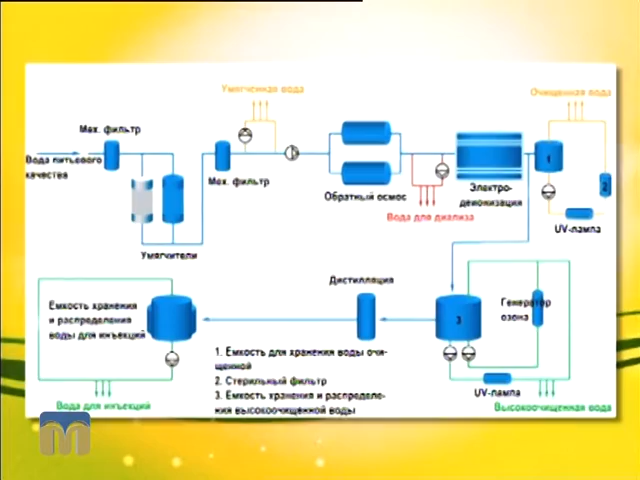 Умягченная вода
Очищенная вода
Мех. фильтр
Вода питьевого
качества
Мех. фильтр
Обратный осмос
Электро-
деионизация
1
2
Вода для диализа
UV-лампа
Умягчители
Дистилляция
Емкость хранения
и распределения
воды для инъекций
Генератор
озона
3
1. Емкость для хранения воды очи-
щенной
2. Стерильный фильтр
3. Емкость хранения и распределе-
ния высокоочищенной воды
UV-лампа
Вода для инъекций
Высокоочищенная вода